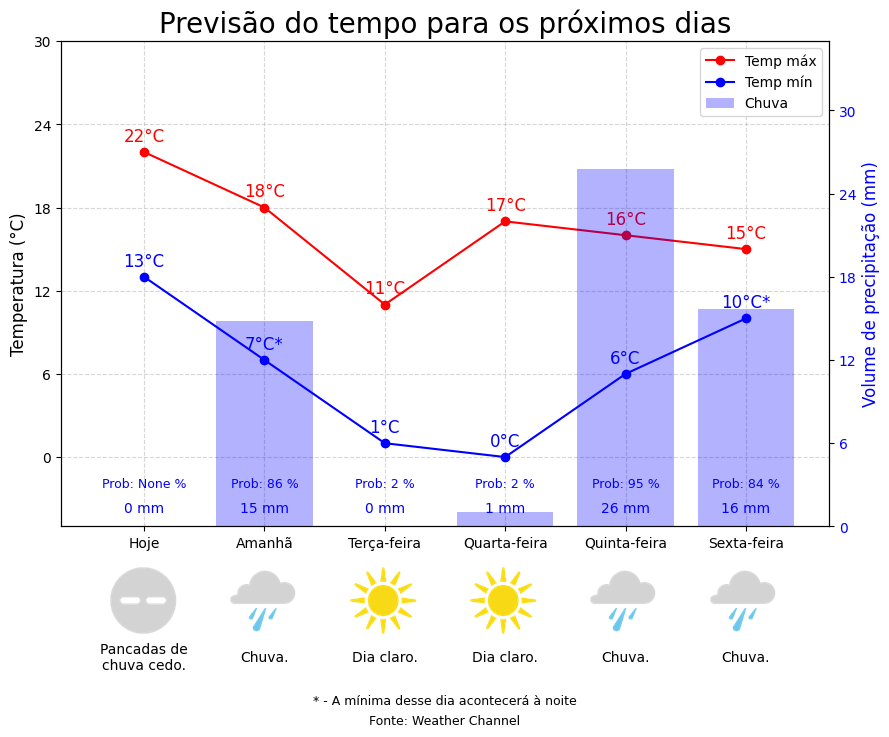 Previsão do tempo para os próximos dias
30
24
18
12
6
0
Temperatura (°C)
Temp máx
Temp mín
Chuva
30
24
18
12
6
0
Volume de precipitação (mm)
22°C
18°C
11°C
17°C
16°C
15°C
13°C
7°C*
1°C
0°C
6°C
10°C*
Prob: None %
Prob: 86 %
Prob: 2 %
Prob: 2 %
Prob: 95 %
Prob: 84 %
0 mm
15 mm
0 mm
1 mm
26 mm
16 mm
Hoje
Amanhã
Terça-feira
Quarta-feira
Quinta-feira
Sexta-feira
Pancadas de
chuva cedo.
Chuva.
Dia claro.
Dia claro.
Chuva.
Chuva.
* - A mínima desse dia acontecerá à noite
Fonte: Weather Channel